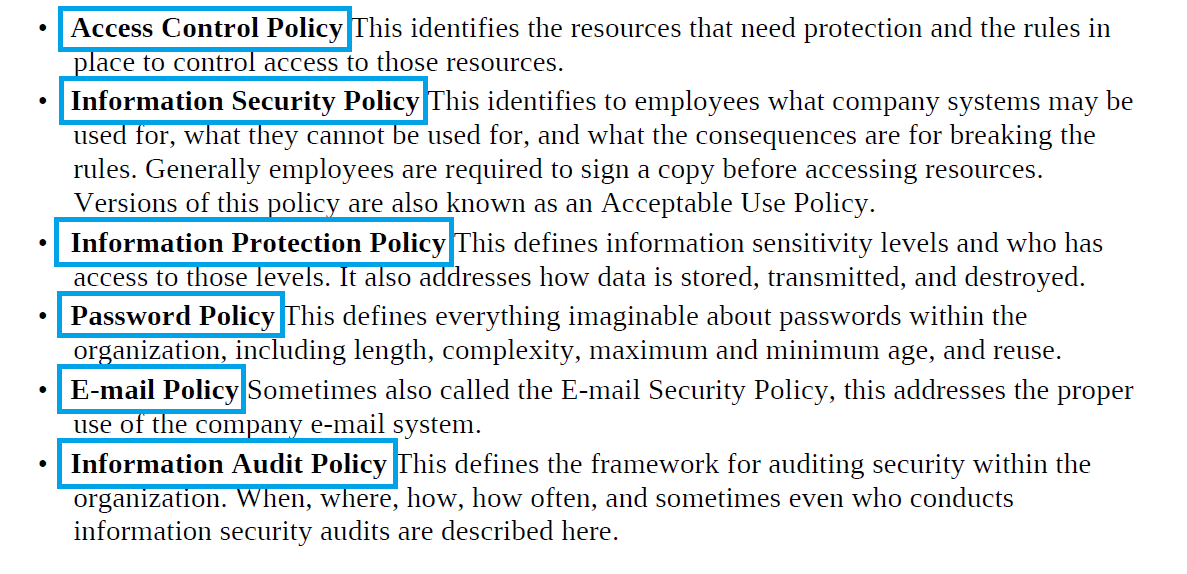 • Access Control Policy This identifies the resources that need protection and the rules in
place to control access to those resources.
• Information Security Policy This identifies to employees what company systems may be
used for, what they cannot be used for, and what the consequences are for breaking the
rules. Generally employees are required to sign a copy before accessing resources.
Versions of this policy are also known as an Acceptable Use Policy.
• Information Protection Policy This defines information sensitivity levels and who has
access to those levels. It also addresses how data is stored, transmitted, and destroyed.
• Password Policy This defines everything imaginable about passwords within the
organization, including length, complexity, maximum and minimum age, and reuse.
• E-mail Policy Sometimes also called the E-mail Security Policy, this addresses the proper
use of the company e-mail system.
• Information Audit Policy This defines the framework for auditing security within the
organization. When, where, how, how often, and sometimes even who conducts
information security audits are described here.